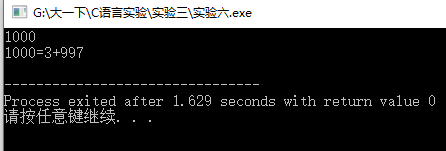 G:\大一下\C语言实验\实验三\实验六.exe
1000
1000=3+997
--------------------------------
Process exited after 1.629 seconds with return value 0
请按任意键继续. . .